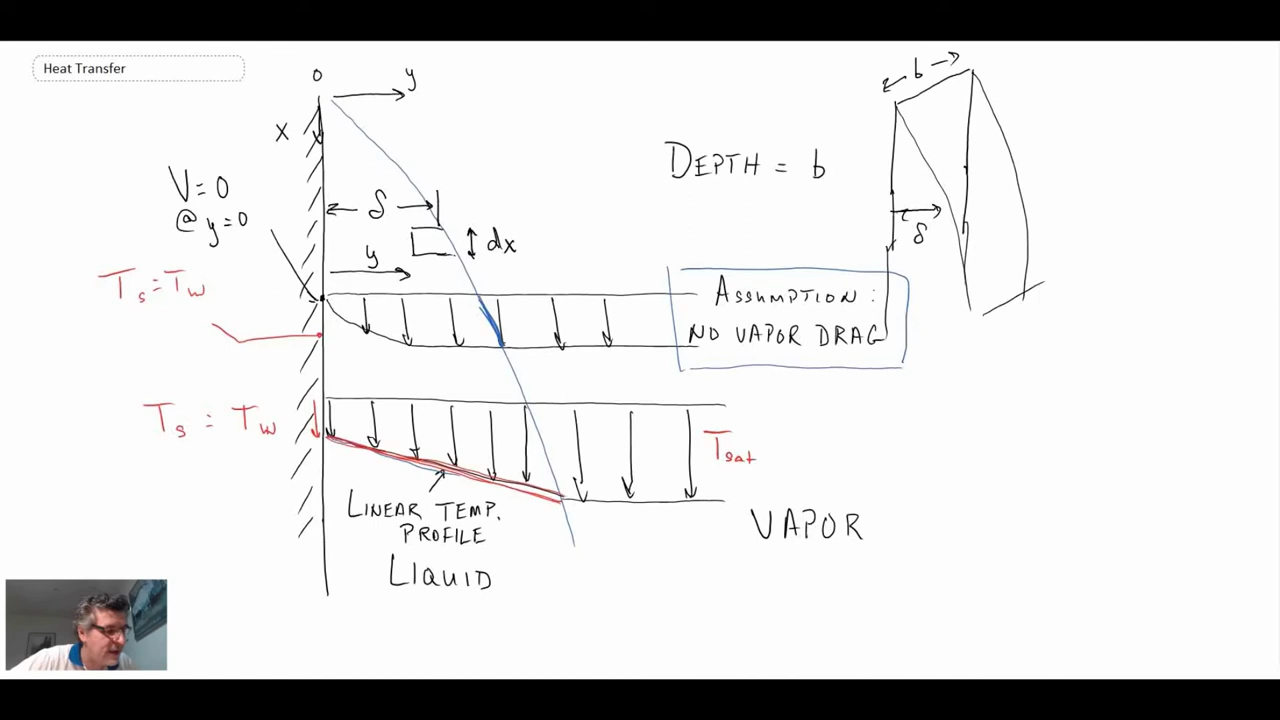 Heat Transfer
0
y
x
b
DEPTH = b
V=0
@ y=0
δ
dx
δ
y
Ts = Tw
ASSUMPTION:
NO VAPOR DRAG
Ts = Tw
Tsat
LINEAR TEMP.
PROFILE
VAPOR
LIQUID